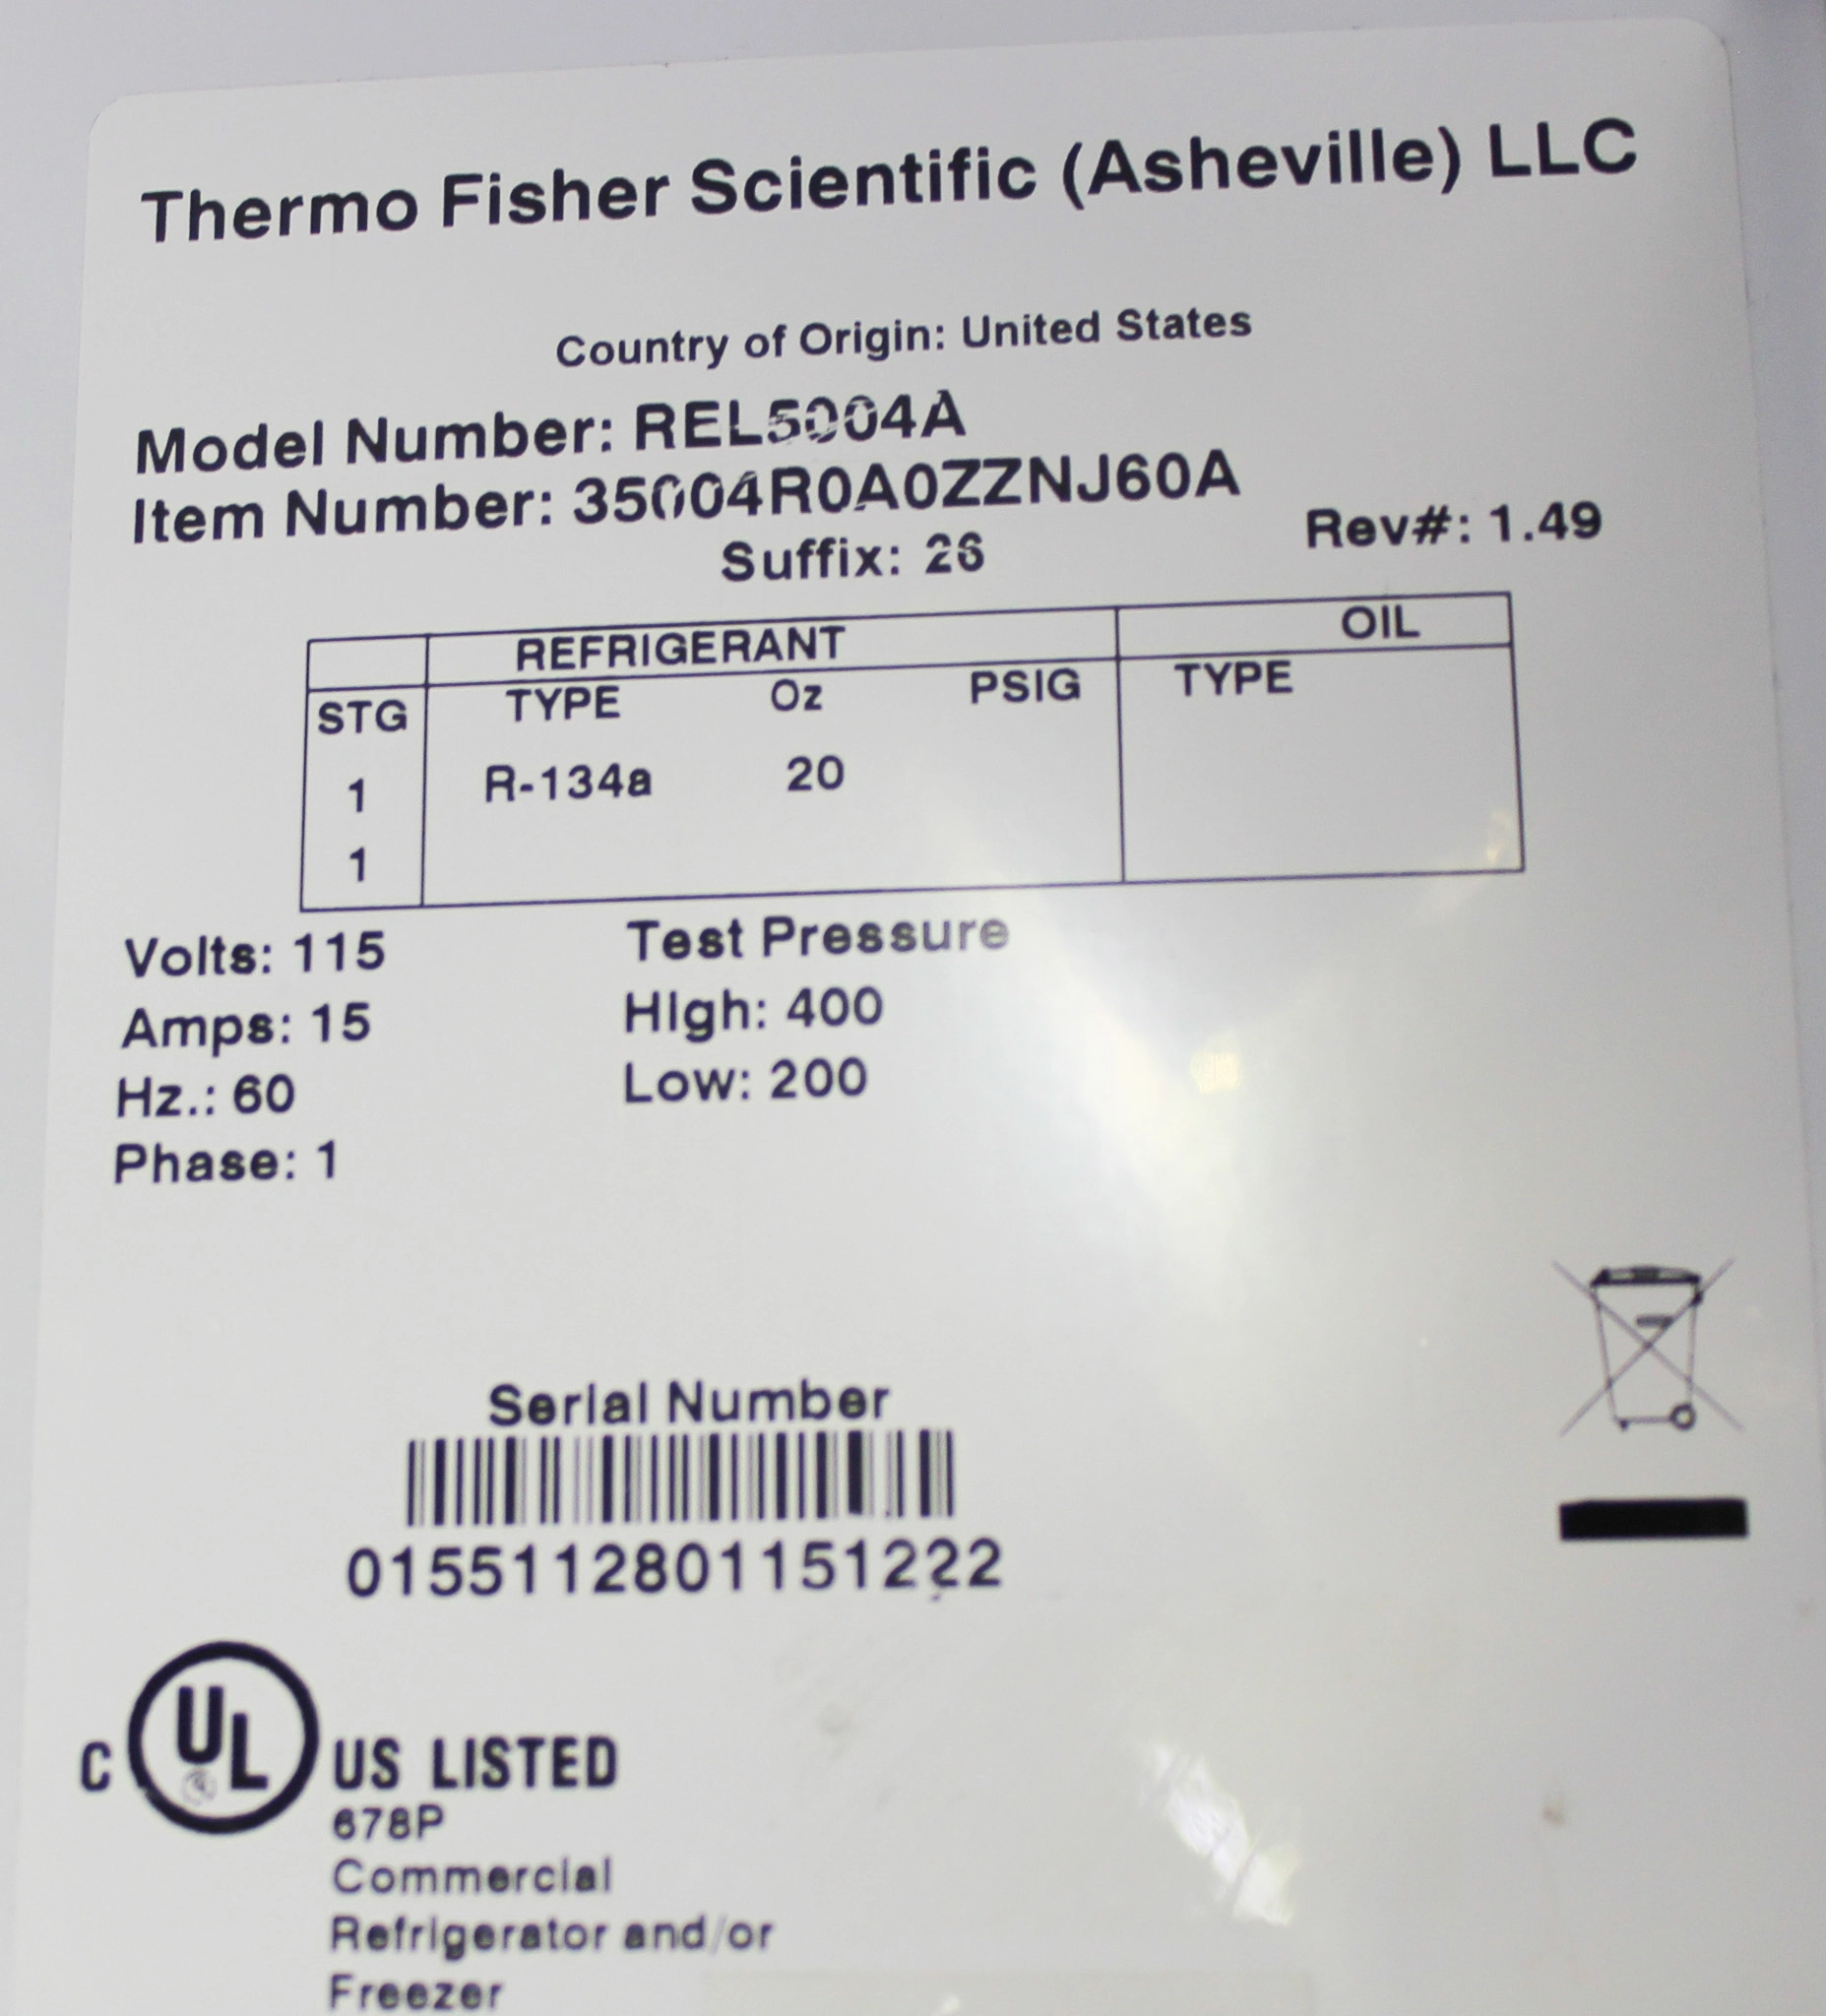 Thermo Fisher Scientific (Asheville) LLC
Country of Origin: United States
Model Number: REL5004A
Item Number: 35004R0A0ZZNJ60A
Suffix: 26
Rev#: 1.49
REFRIGERANT OIL
STG TYPE Oz PSIG TYPE
1 R-134a 20
1
Volts: 115 Test Pressure
Amps: 15 High: 400
Hz.: 60 Low: 200
Phase: 1
Serial Number
0155112801151222
C UL US LISTED
678P
Commercial
Refrigerator and/or
Freezer